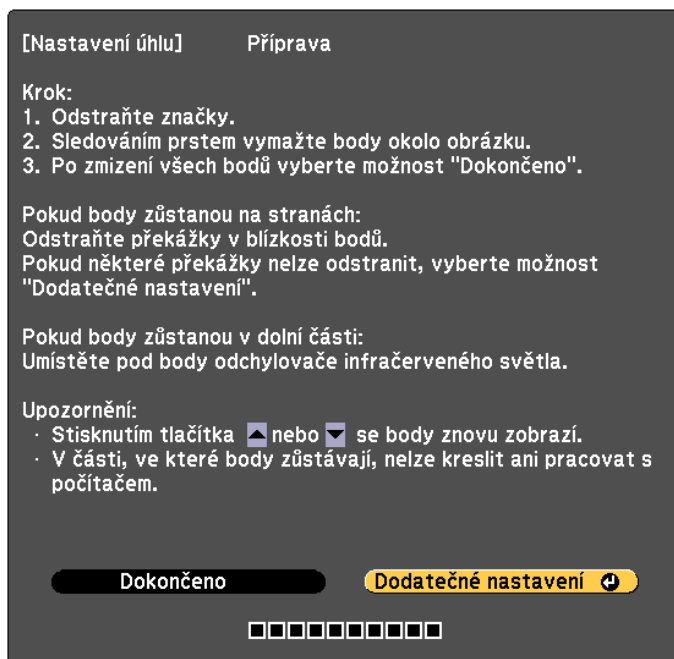 [Nastavení úhlu] Příprava
Krok:
1. Odstraňte značky.
2. Sledováním prstem vymažte body okolo obrázku.
3. Po zmizení všech bodů vyberte možnost "Dokončeno".
Pokud body zůstanou na stranách:
Odstraňte překážky v blízkosti bodů.
Pokud některé překážky nelze odstranit, vyberte možnost
"Dodatečné nastavení".
Pokud body zůstanou v dolní části:
Umístěte pod body odchylovače infračerveného světla.
Upozornění:
· Stisknutím tlačítka ▲ nebo ▼ se body znovu zobrazí.
· V části, ve které body zůstávají, nelze kreslit ani pracovat s
počítačem.
Dokončeno Dodatečné nastavení